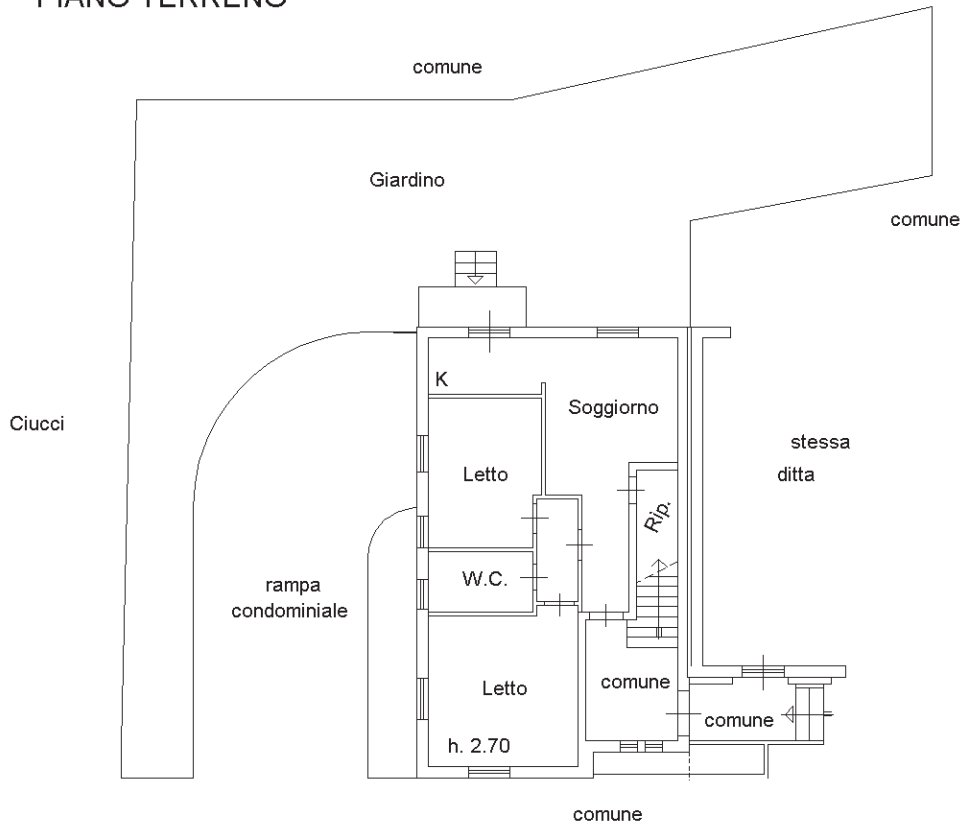 PIANO TERRENO
comune
Giardino
comune
K
Soggiorno
Ciucci
stessa
ditta
Letto
Rip.
W.C.
rampa
condominiale
Letto
comune
comune
h. 2.70
comune